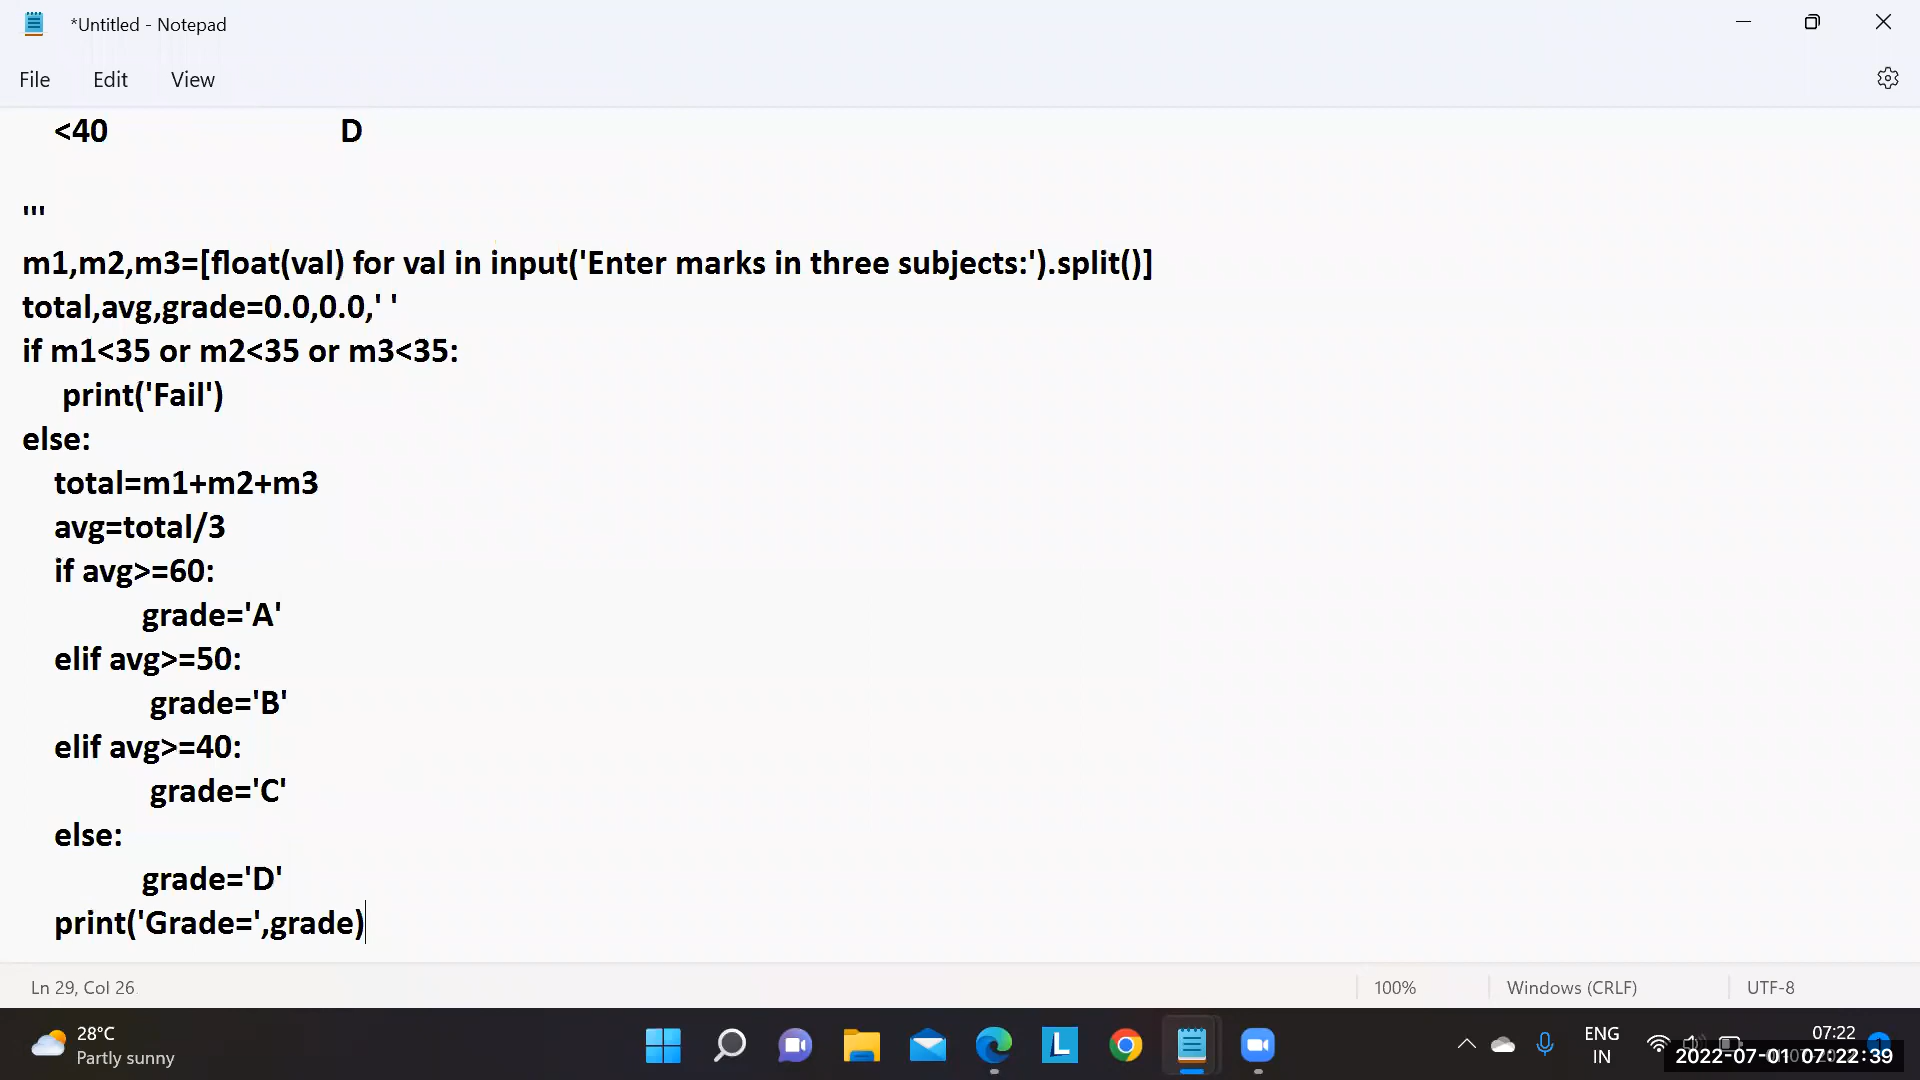 *Untitled - Notepad
File Edit View
<40 D
'''
m1,m2,m3=[float(val) for val in input('Enter marks in three subjects:').split()]
total,avg,grade=0.0,0.0,' '
if m1<35 or m2<35 or m3<35:
print('Fail')
else:
total=m1+m2+m3
avg=total/3
if avg>=60:
grade='A'
elif avg>=50:
grade='B'
elif avg>=40:
grade='C'
else:
grade='D'
print('Grade=',grade)
Ln 29, Col 26 100% Windows (CRLF) UTF-8
28°C
Partly sunny
L
ENG
IN
07:22
2022-07-01 07:22:39